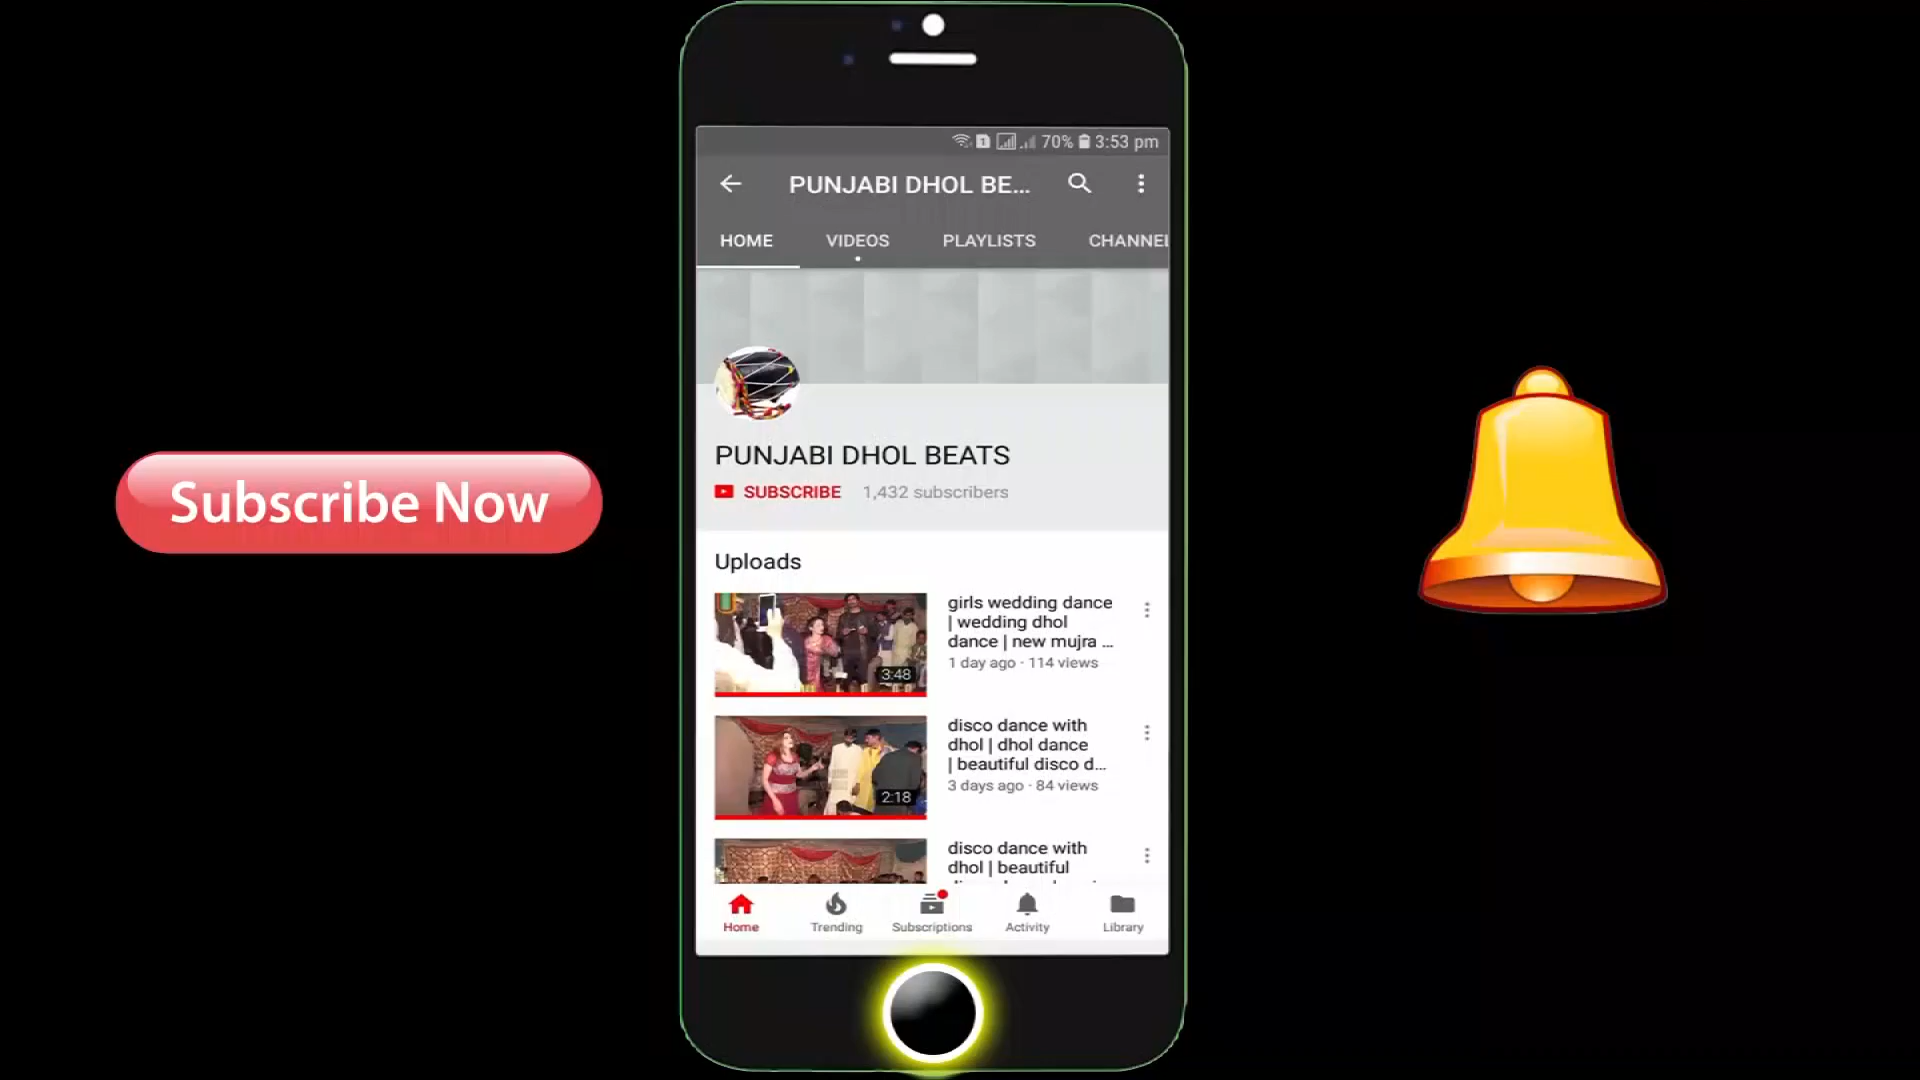 70% 3:53 pm
PUNJABI DHOL BE...
HOME VIDEOS PLAYLISTS CHANNEL
PUNJABI DHOL BEATS
SUBSCRIBE 1,432 subscribers
Subscribe Now
Uploads
girls wedding dance
| wedding dhol
dance | new mujra ...
1 day ago · 114 views
3:48
disco dance with
dhol | dhol dance
| beautiful disco d...
3 days ago · 84 views
2:18
disco dance with
dhol | beautiful
Home Trending Subscriptions Activity Library